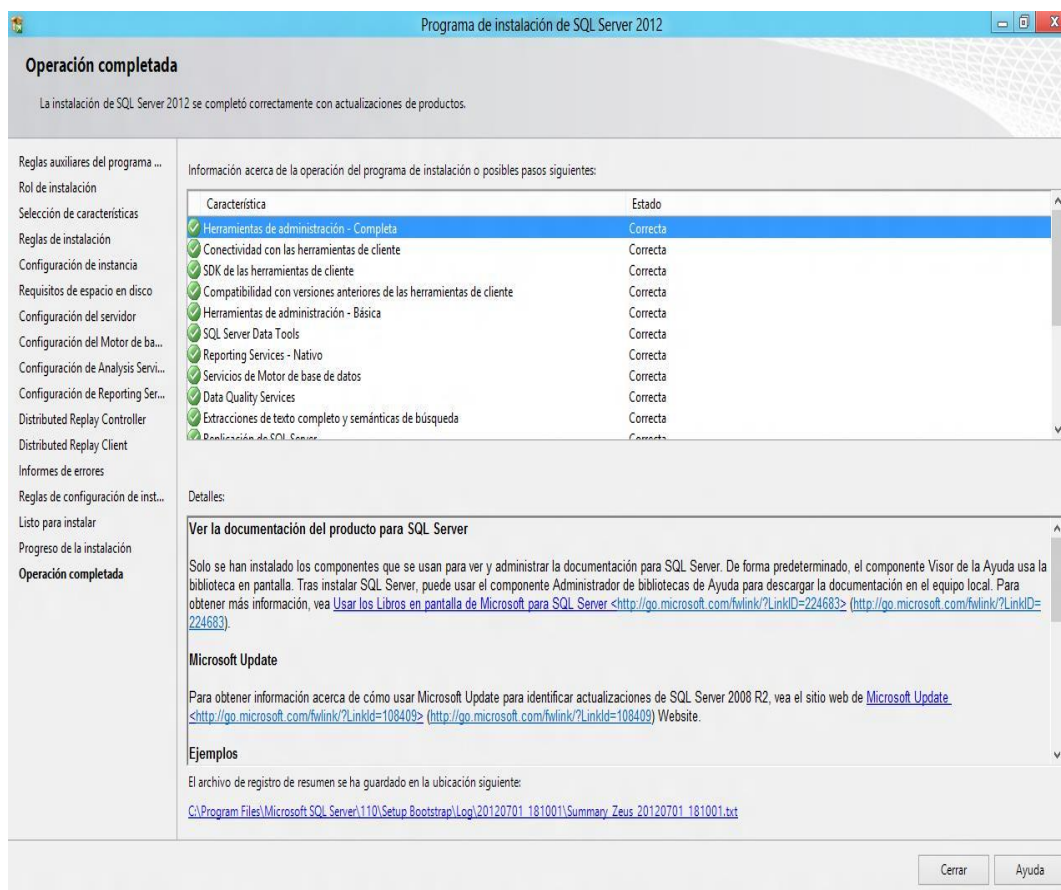 Programa de instalación de SQL Server 2012
Operación completada
La instalación de SQL Server 2012 se completó correctamente con actualizaciones de productos.
Reglas auxiliares del programa ...
Rol de instalación
Selección de características
Reglas de instalación
Configuración de instancia
Requisitos de espacio en disco
Configuración del servidor
Configuración del Motor de ba...
Configuración de Analysis Servi...
Configuración de Reporting Ser...
Distributed Replay Controller
Distributed Replay Client
Informes de errores
Reglas de configuración de inst...
Listo para instalar
Progreso de la instalación
Operación completada
Información acerca de la operación del programa de instalación o posibles pasos siguientes:
Característica Estado
Herramientas de administración - Completa Correcta
Conectividad con las herramientas de cliente Correcta
SDK de las herramientas de cliente Correcta
Compatibilidad con versiones anteriores de las herramientas de cliente Correcta
Herramientas de administración - Básica Correcta
SQL Server Data Tools Correcta
Reporting Services - Nativo Correcta
Servicios de Motor de base de datos Correcta
Data Quality Services Correcta
Extracciones de texto completo y semánticas de búsqueda Correcta
Replicación de SQL Server Correcta
Detalles:
Ver la documentación del producto para SQL Server
Solo se han instalado los componentes que se usan para ver y administrar la documentación para SQL Server. De forma predeterminada, el componente Visor de la Ayuda usa la
biblioteca en pantalla. Tras instalar SQL Server, puede usar el componente Administrador de bibliotecas de Ayuda para descargar la documentación en el equipo local. Para
obtener más información, vea Usar los Libros en pantalla de Microsoft para SQL Server <http://go.microsoft.com/fwlink/?LinkID=224683> (http://go.microsoft.com/fwlink/?LinkID=
224683).
Microsoft Update
Para obtener información acerca de cómo usar Microsoft Update para identificar actualizaciones de SQL Server 2008 R2, vea el sitio web de Microsoft Update
<http://go.microsoft.com/fwlink/?LinkId=108409> (http://go.microsoft.com/fwlink/?LinkId=108409) Website.
Ejemplos
El archivo de registro de resumen se ha guardado en la ubicación siguiente:
C:\Program Files\Microsoft SQL Server\110\Setup Bootstrap\Log\20120701_181001\Summary_Zeus_20120701_181001.txt
Cerrar Ayuda